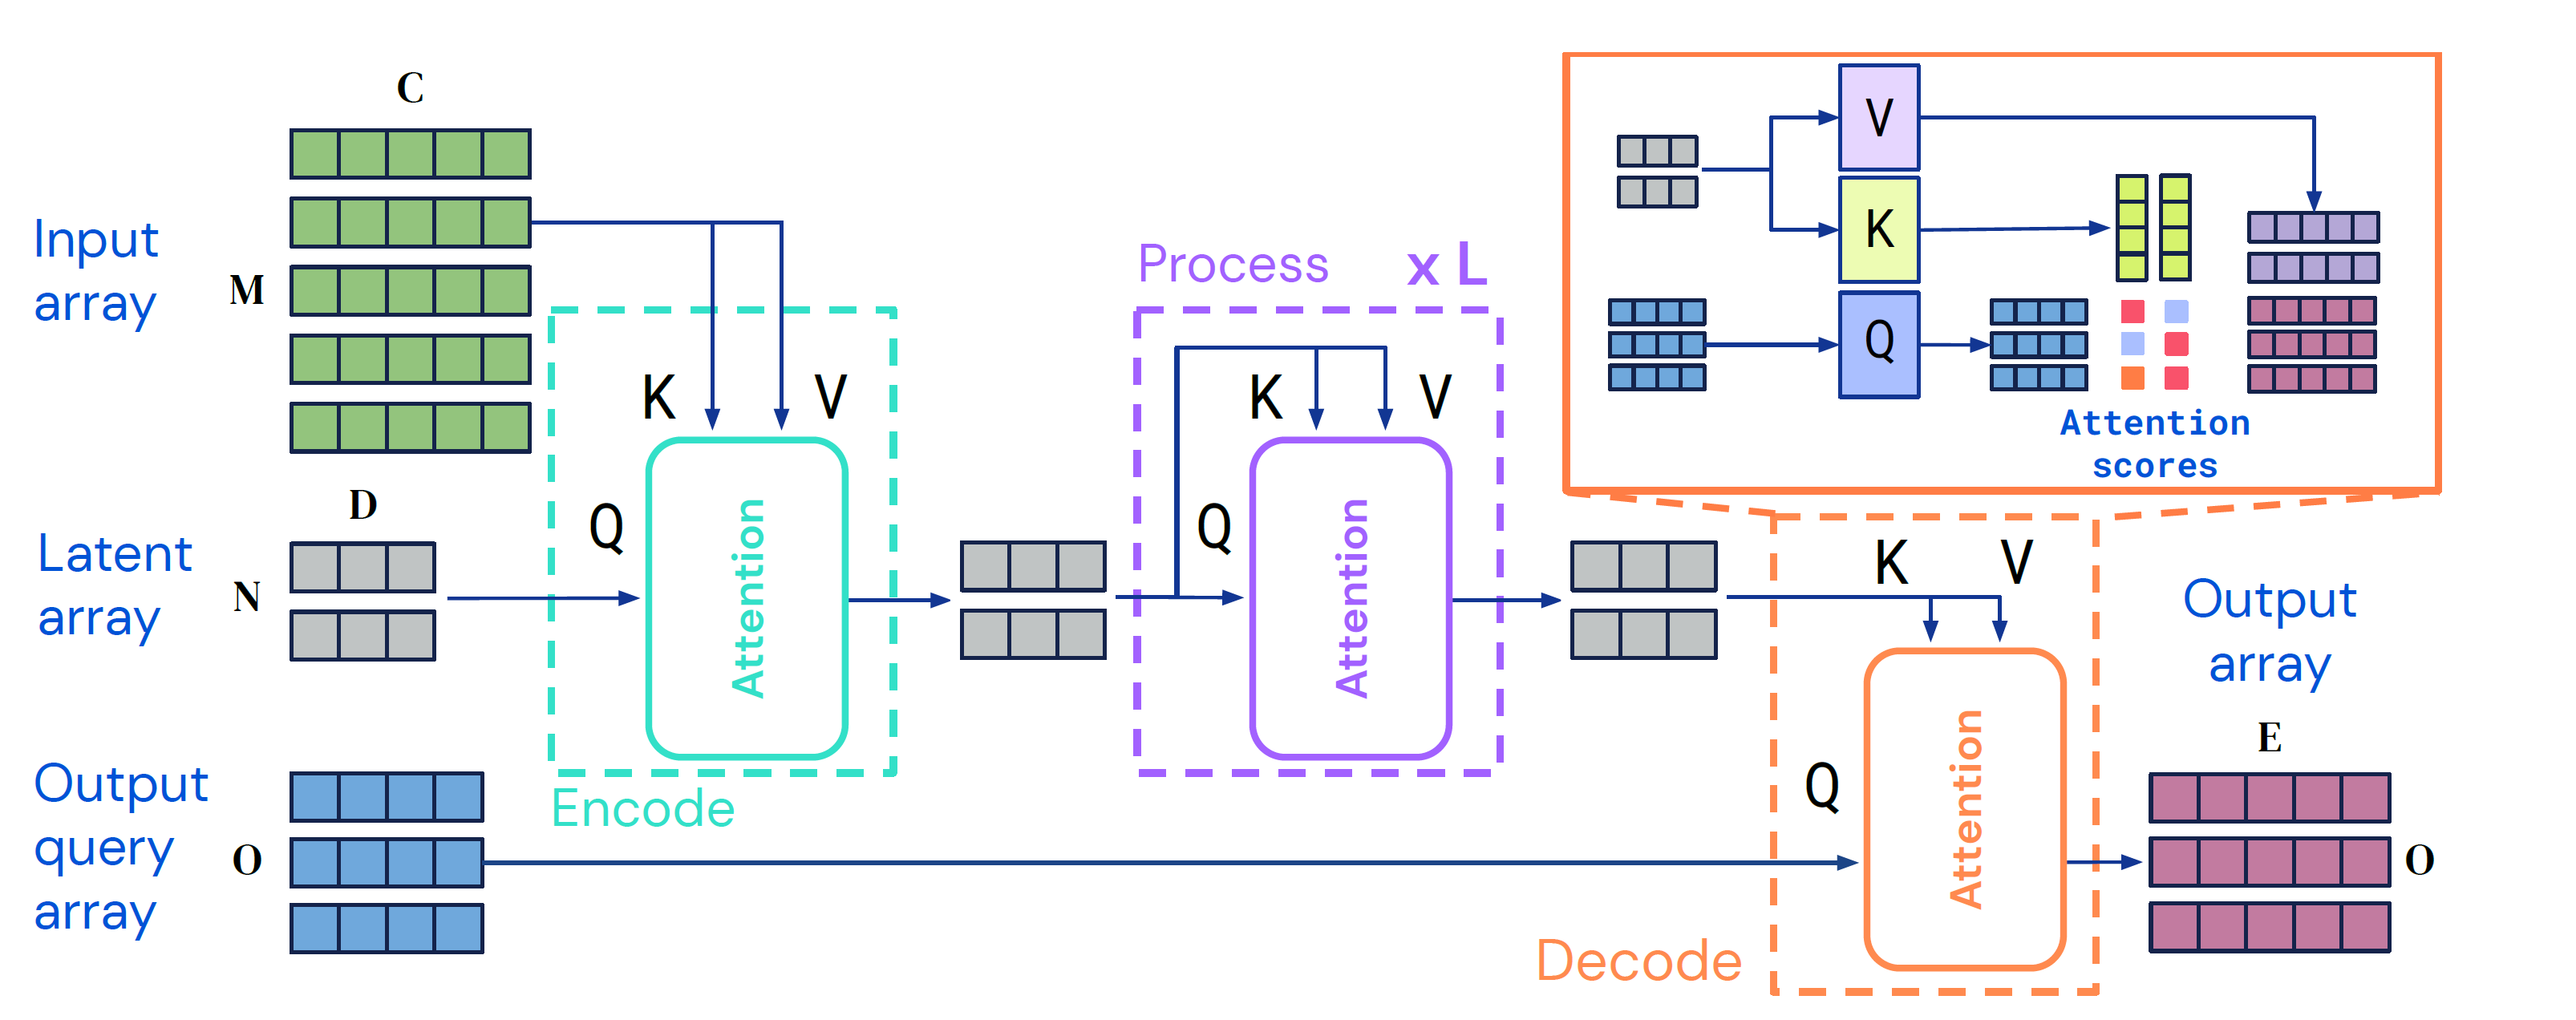 C
Input
array
M
D
Latent
array
N
Output
query
array
O
K
V
Q
Attention
Encode
Process
x L
K
V
Q
Attention
V
K
Q
Attention
scores
K
V
Q
Attention
Decode
Output
array
E
O